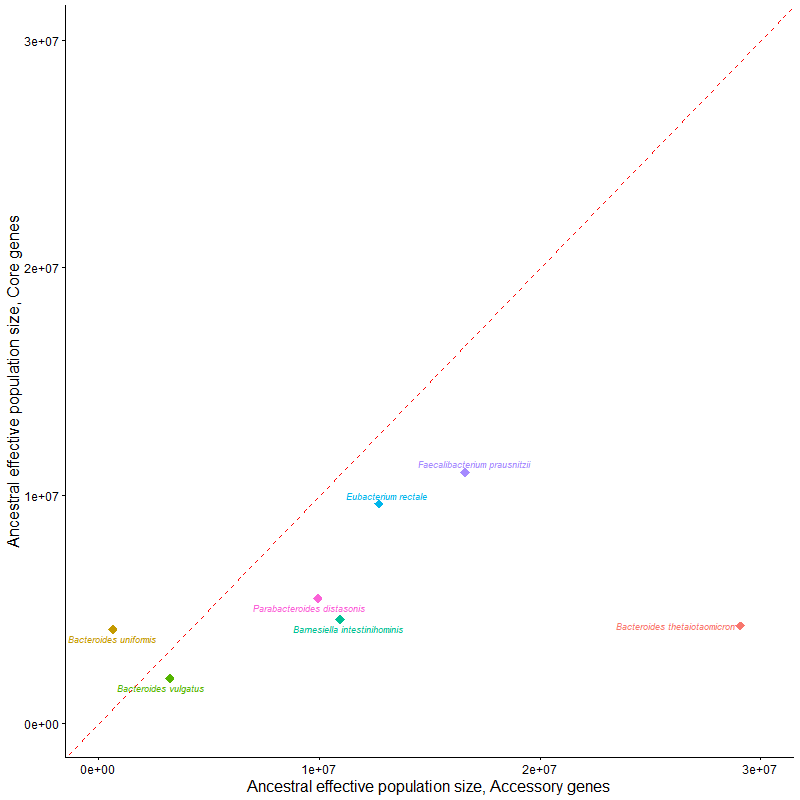 3e+07
2e+07
1e+07
0e+00
Ancestral effective population size, Core genes
Faecalibacterium prausnitzii
Eubacterium rectale
Parabacteroides distasonis
Barnesiella intestinihominis
Bacteroides thetaiotaomicron
Bacteroides uniformis
Bacteroides vulgatus
0e+00 1e+07 2e+07 3e+07
Ancestral effective population size, Accessory genes